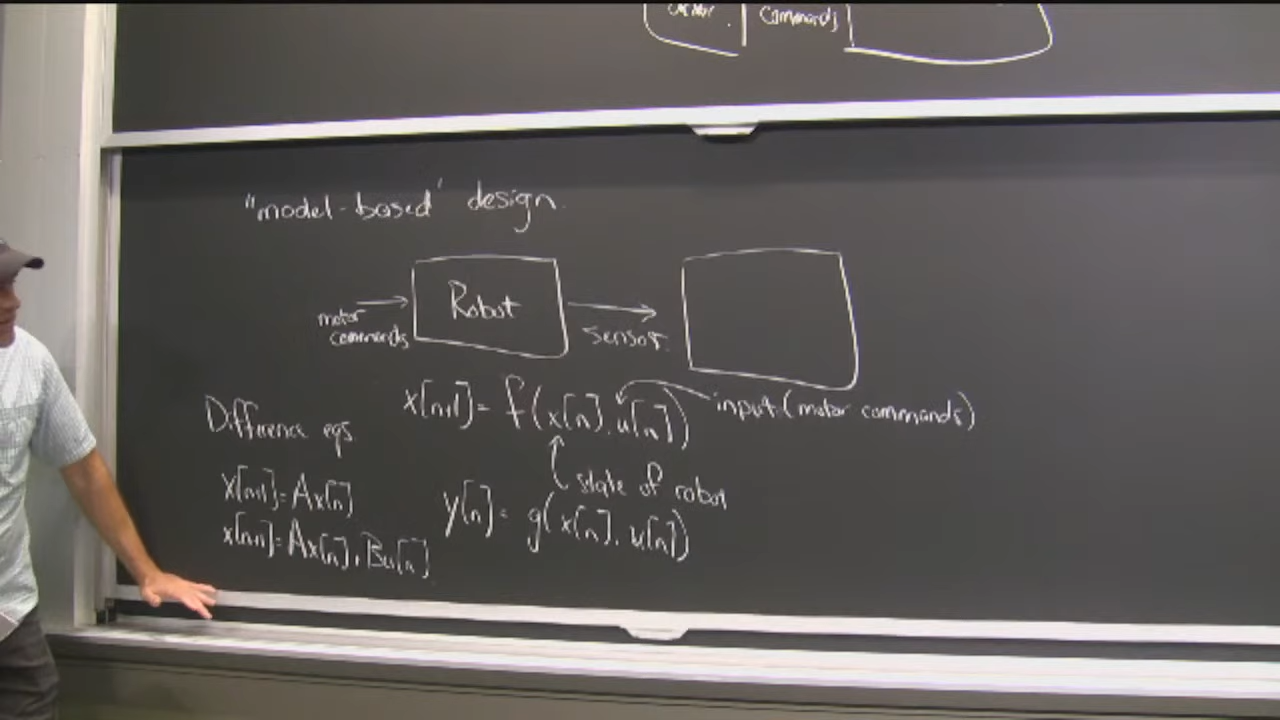 commands
"model-based" design.
Robot
motor
commands
sensor
x[n+1] = f(x[n], u[n])
input (motor commands)
state of robot
y[n] = g(x[n], u[n])
Difference eqs
x[n+1] = Ax[n]
x[n+1] = Ax[n] + Bu[n]